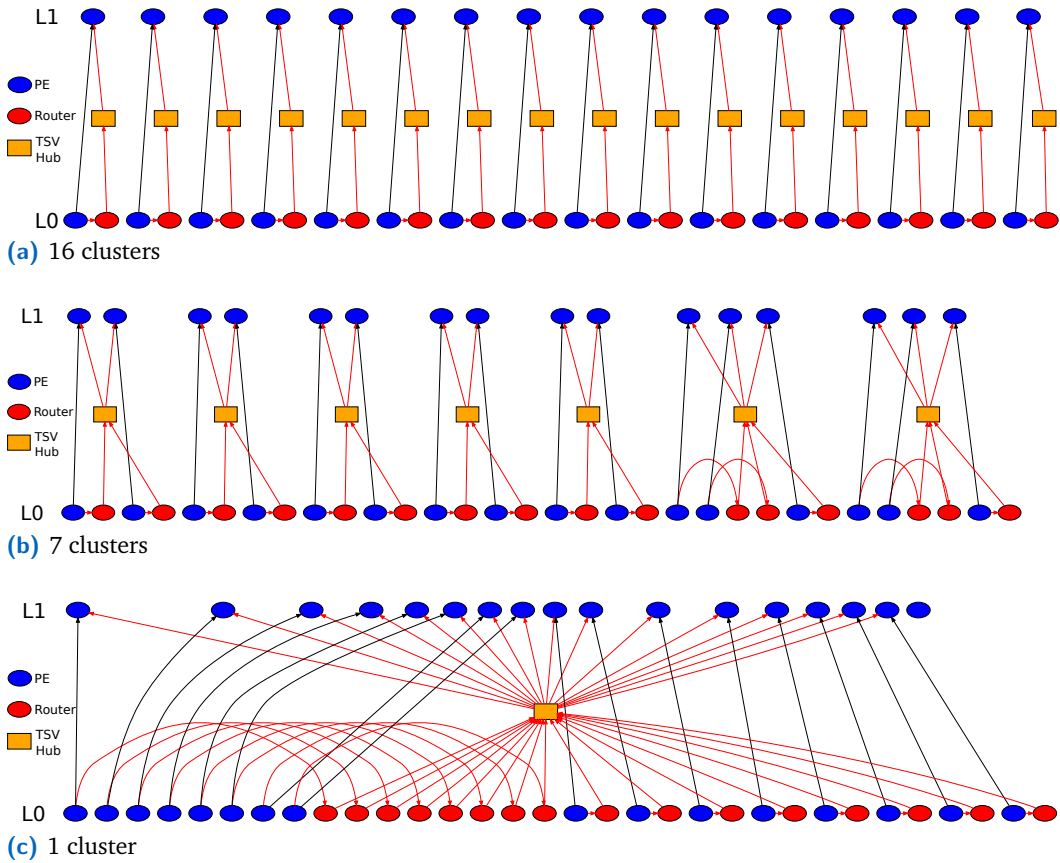 L1
PE
Router
TSV
Hub
L0
(a) 16 clusters
L1
PE
Router
TSV
Hub
L0
(b) 7 clusters
L1
PE
Router
TSV
Hub
L0
(c) 1 cluster